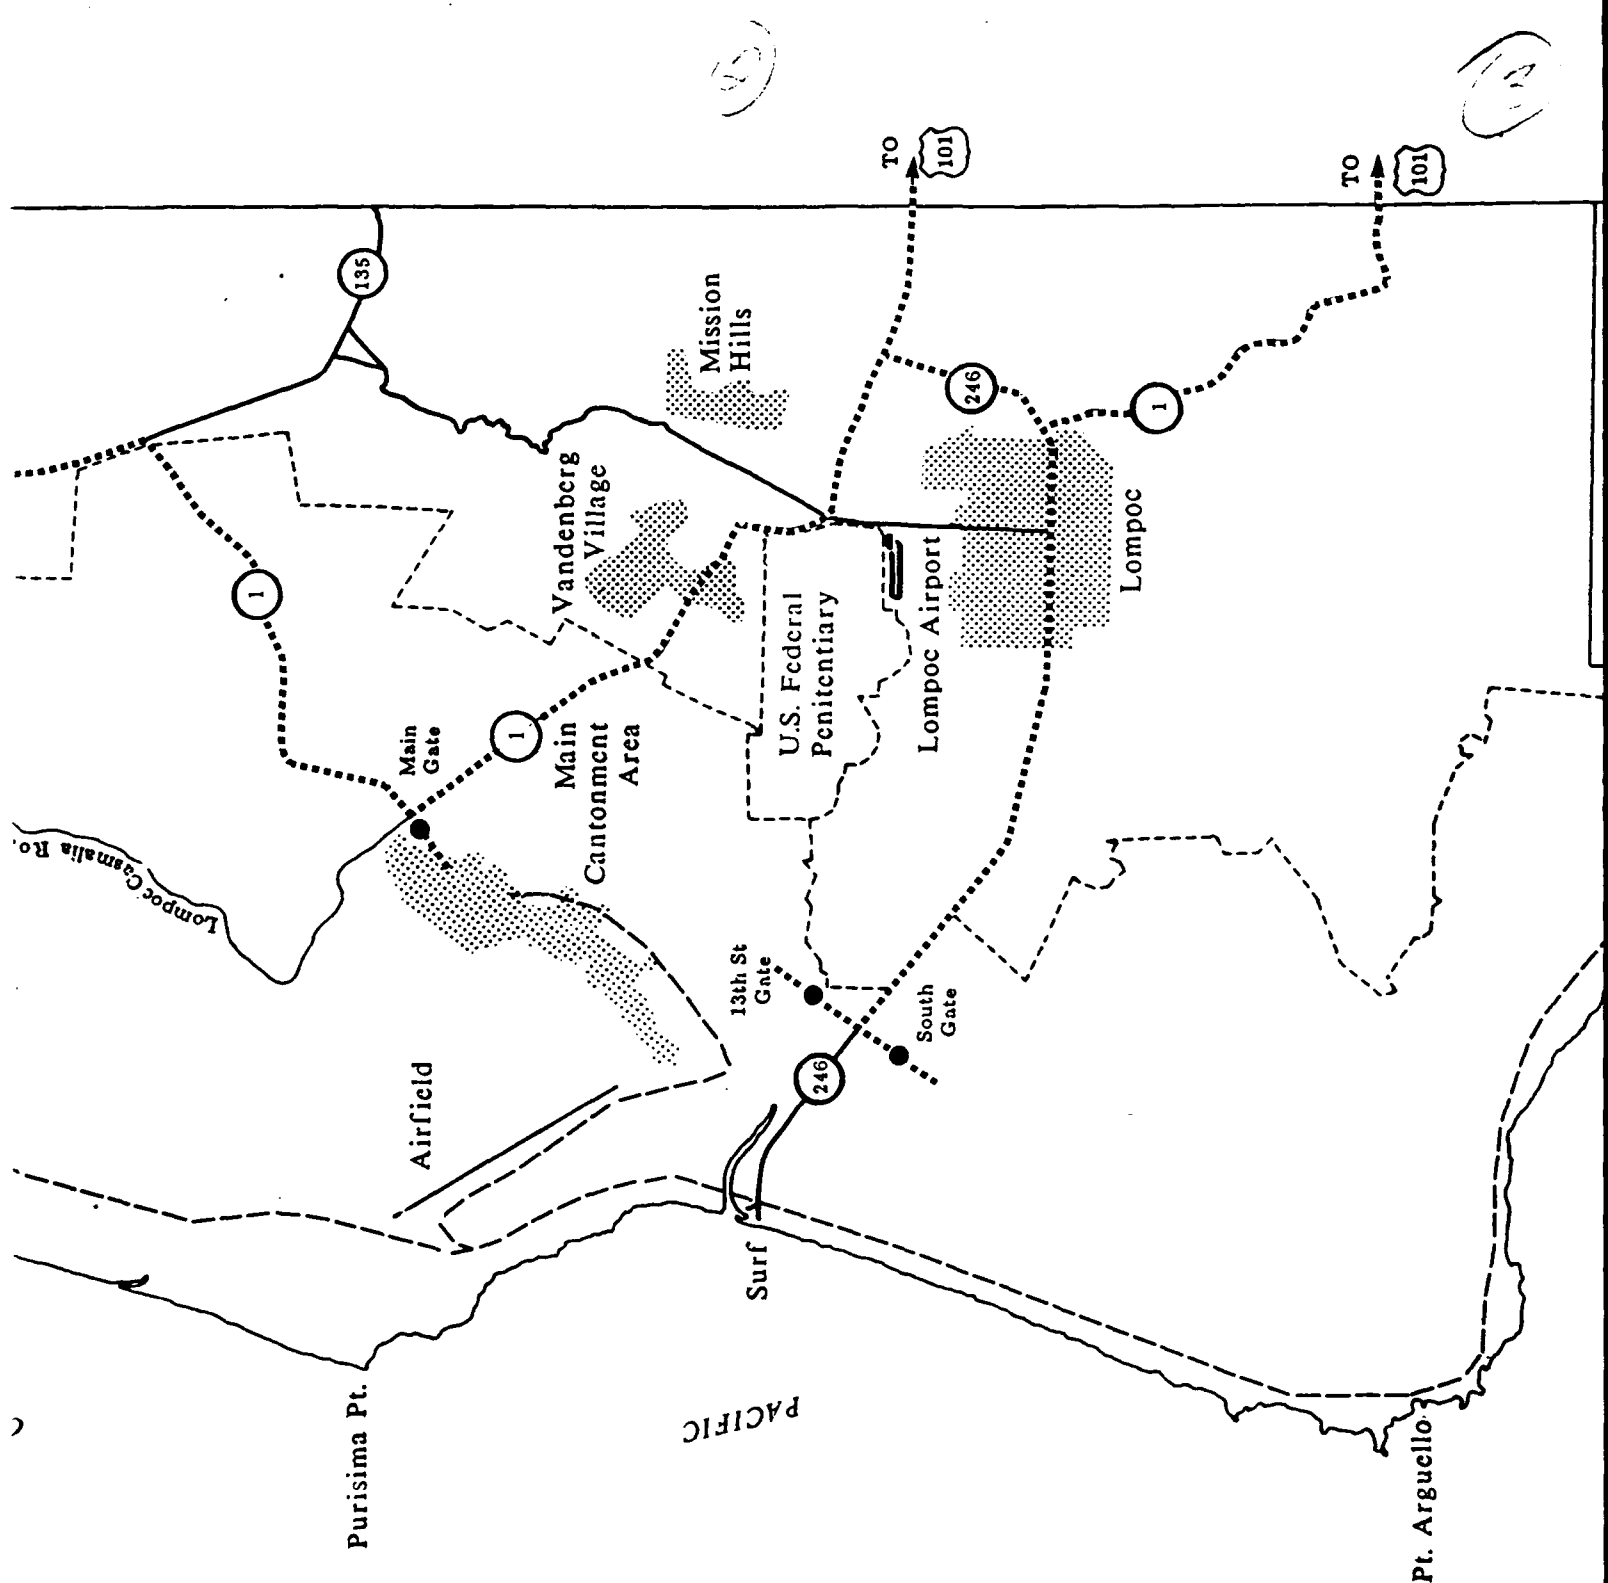 TO
101
TO
101
135
Mission
Hills
246
1
Vandenberg
Village
1
U.S. Federal
Penitentiary
Lompoc Airport
Lompoc
Main
Gate
1
Main
Cantonment
Area
Lompoc Casmalia Ro.
13th St
Gate
South
Gate
246
Airfield
Surf
PACIFIC
Purisima Pt.
Pt. Arguello